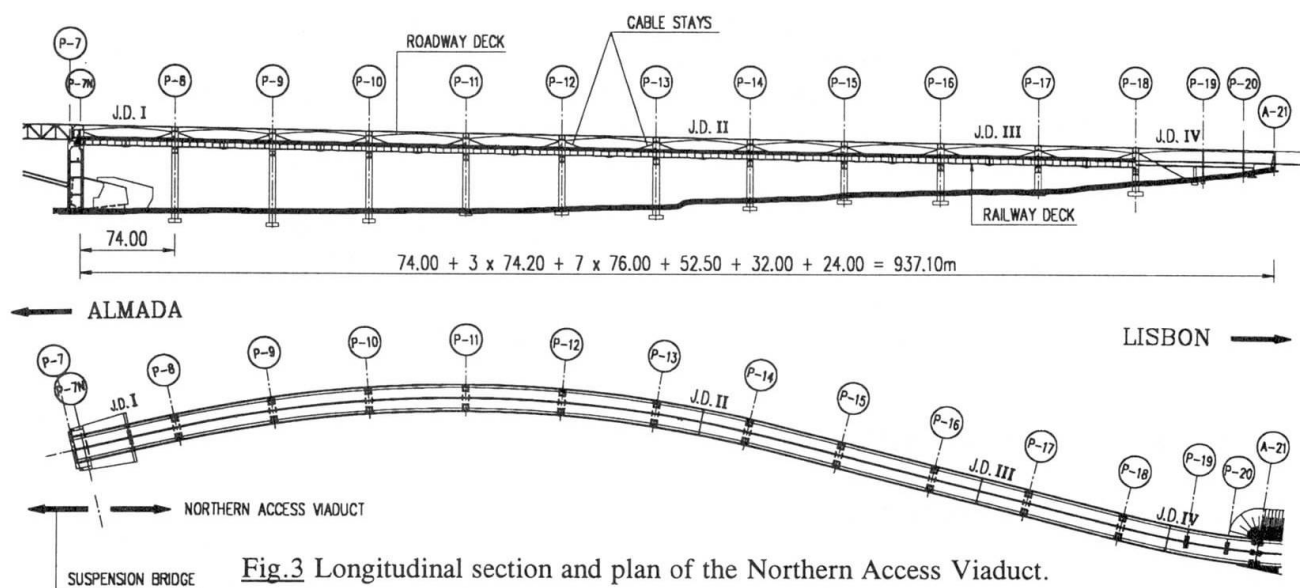 CABLE STAYS
ROADWAY DECK
P-7
P-7N
P-8
P-9
P-10
P-11
P-12
P-13
P-14
P-15
P-16
P-17
P-18
P-19
P-20
A-21
J.D. I
J.D. II
J.D. III
J.D. IV
RAILWAY DECK
74.00
74.00 + 3 x 74.20 + 7 x 76.00 + 52.50 + 32.00 + 24.00 = 937.10m
ALMADA
LISBON
P-7
P-7N
P-8
P-9
P-10
P-11
P-12
P-13
P-14
P-15
P-16
P-17
P-18
P-19
P-20
A-21
J.D. I
J.D. II
J.D. III
J.D. IV
NORTHERN ACCESS VIADUCT
SUSPENSION BRIDGE
Fig.3 Longitudinal section and plan of the Northern Access Viaduct.